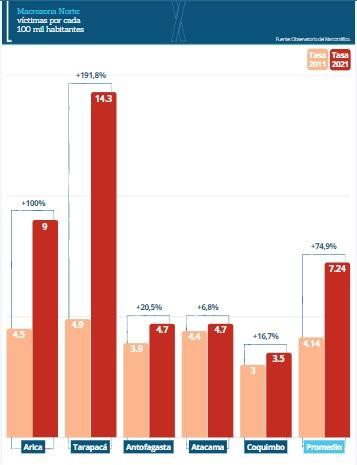 Macrozona Norte:
víctimas por cada
100 mil habitantes
Fuente: Observatorio del Narcotráfico.
Tasa 2011
Tasa 2021
+100%
4.5
9
Arica
+191,8%
4.9
14.3
Tarapacá
+20,5%
3.9
4.7
Antofagasta
+6,8%
4.4
4.7
Atacama
+16,7%
3
3.5
Coquimbo
+74,9%
4.14
7.24
Promedio